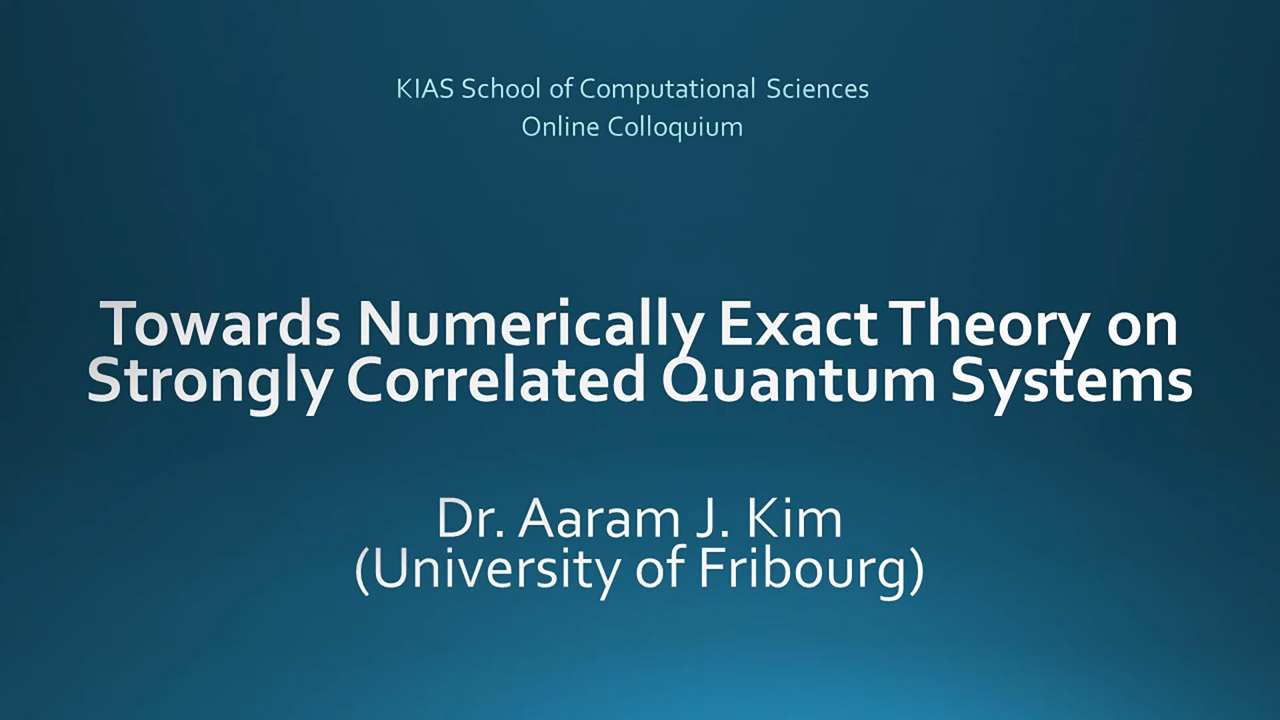 KIAS School of Computational Sciences
Online Colloquium
Towards Numerically Exact Theory on
Strongly Correlated Quantum Systems
Dr. Aaram J. Kim
(University of Fribourg)